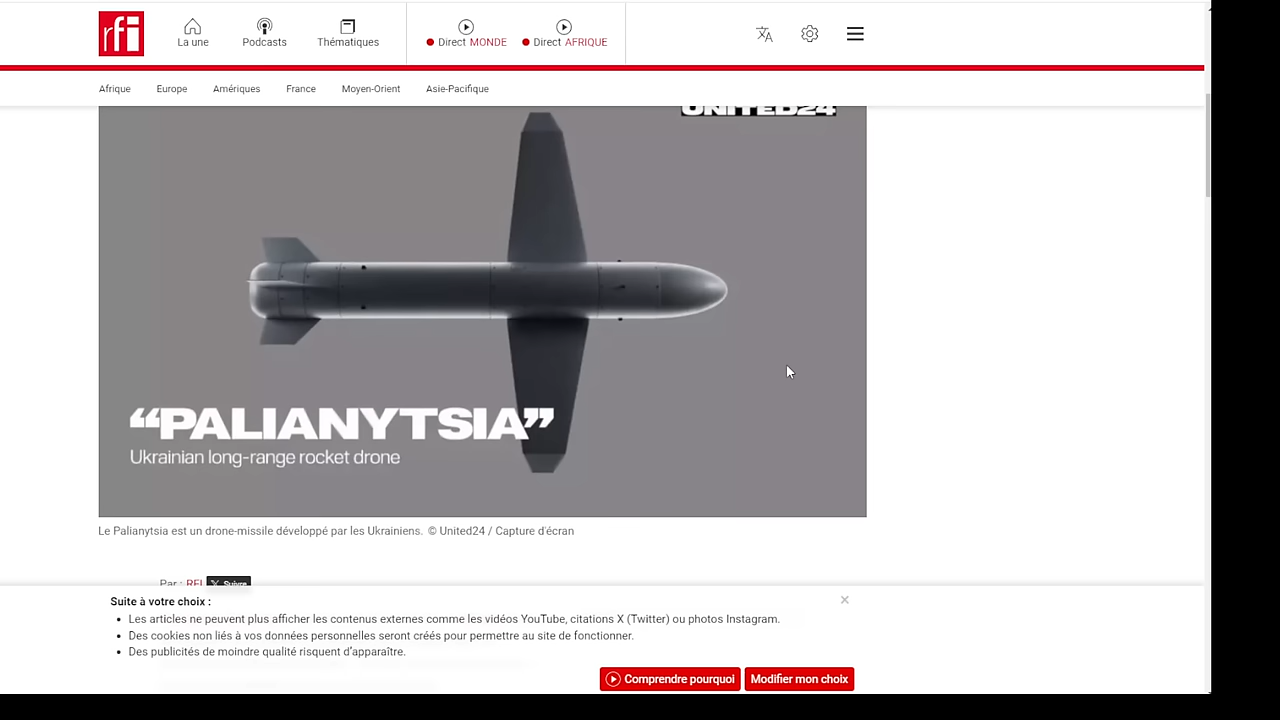 rfi
La une
Podcasts
Thématiques
Direct MONDE
Direct AFRIQUE
Afrique
Europe
Amériques
France
Moyen-Orient
Asie-Pacifique
UNITED24
“PALIANYTSIA”
Ukrainian long-range rocket drone
Le Palianytsia est un drone-missile développé par les Ukrainiens. © United24 / Capture d'écran
Par : RFI Suivre
Suite à votre choix :
Les articles ne peuvent plus afficher les contenus externes comme les vidéos YouTube, citations X (Twitter) ou photos Instagram.
Des cookies non liés à vos données personnelles seront créés pour permettre au site de fonctionner.
Des publicités de moindre qualité risquent d’apparaître.
Comprendre pourquoi
Modifier mon choix